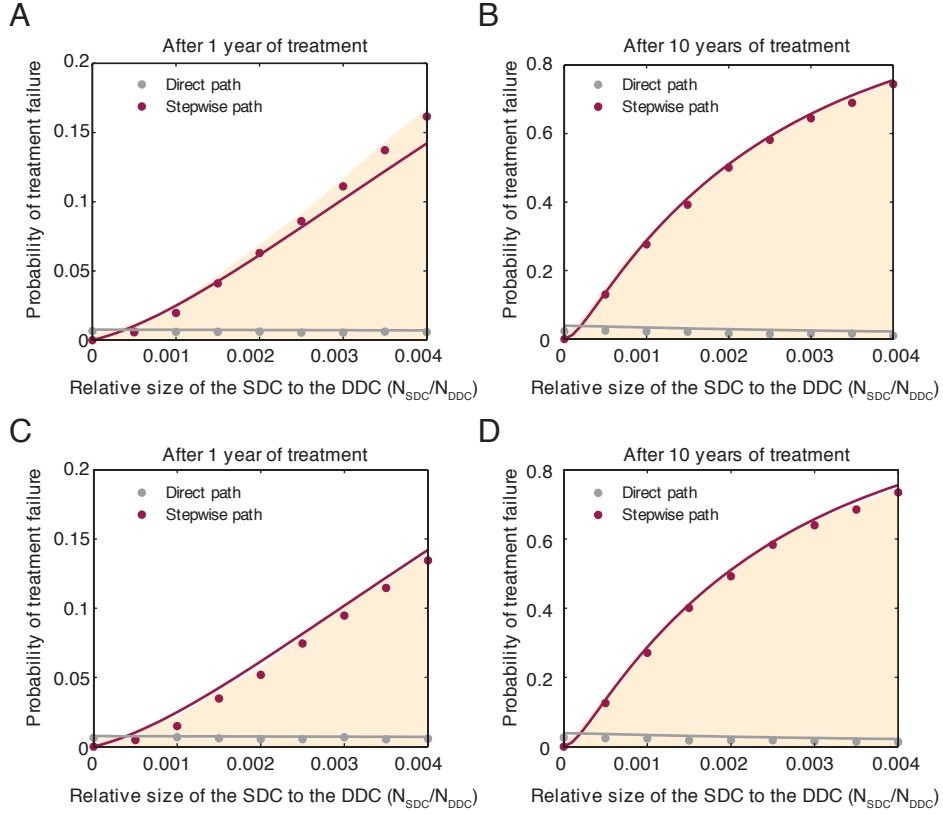 A
After 1 year of treatment
Probability of treatment failure
0.2
0.15
0.1
0.05
0
Direct path
Stepwise path
0 0.001 0.002 0.003 0.004
Relative size of the SDC to the DDC (N_SDC/N_DDC)
B
After 10 years of treatment
Probability of treatment failure
0.8
0.6
0.4
0.2
0
Direct path
Stepwise path
0 0.001 0.002 0.003 0.004
Relative size of the SDC to the DDC (N_SDC/N_DDC)
C
After 1 year of treatment
Probability of treatment failure
0.2
0.15
0.1
0.05
0
Direct path
Stepwise path
0 0.001 0.002 0.003 0.004
Relative size of the SDC to the DDC (N_SDC/N_DDC)
D
After 10 years of treatment
Probability of treatment failure
0.8
0.6
0.4
0.2
0
Direct path
Stepwise path
0 0.001 0.002 0.003 0.004
Relative size of the SDC to the DDC (N_SDC/N_DDC)